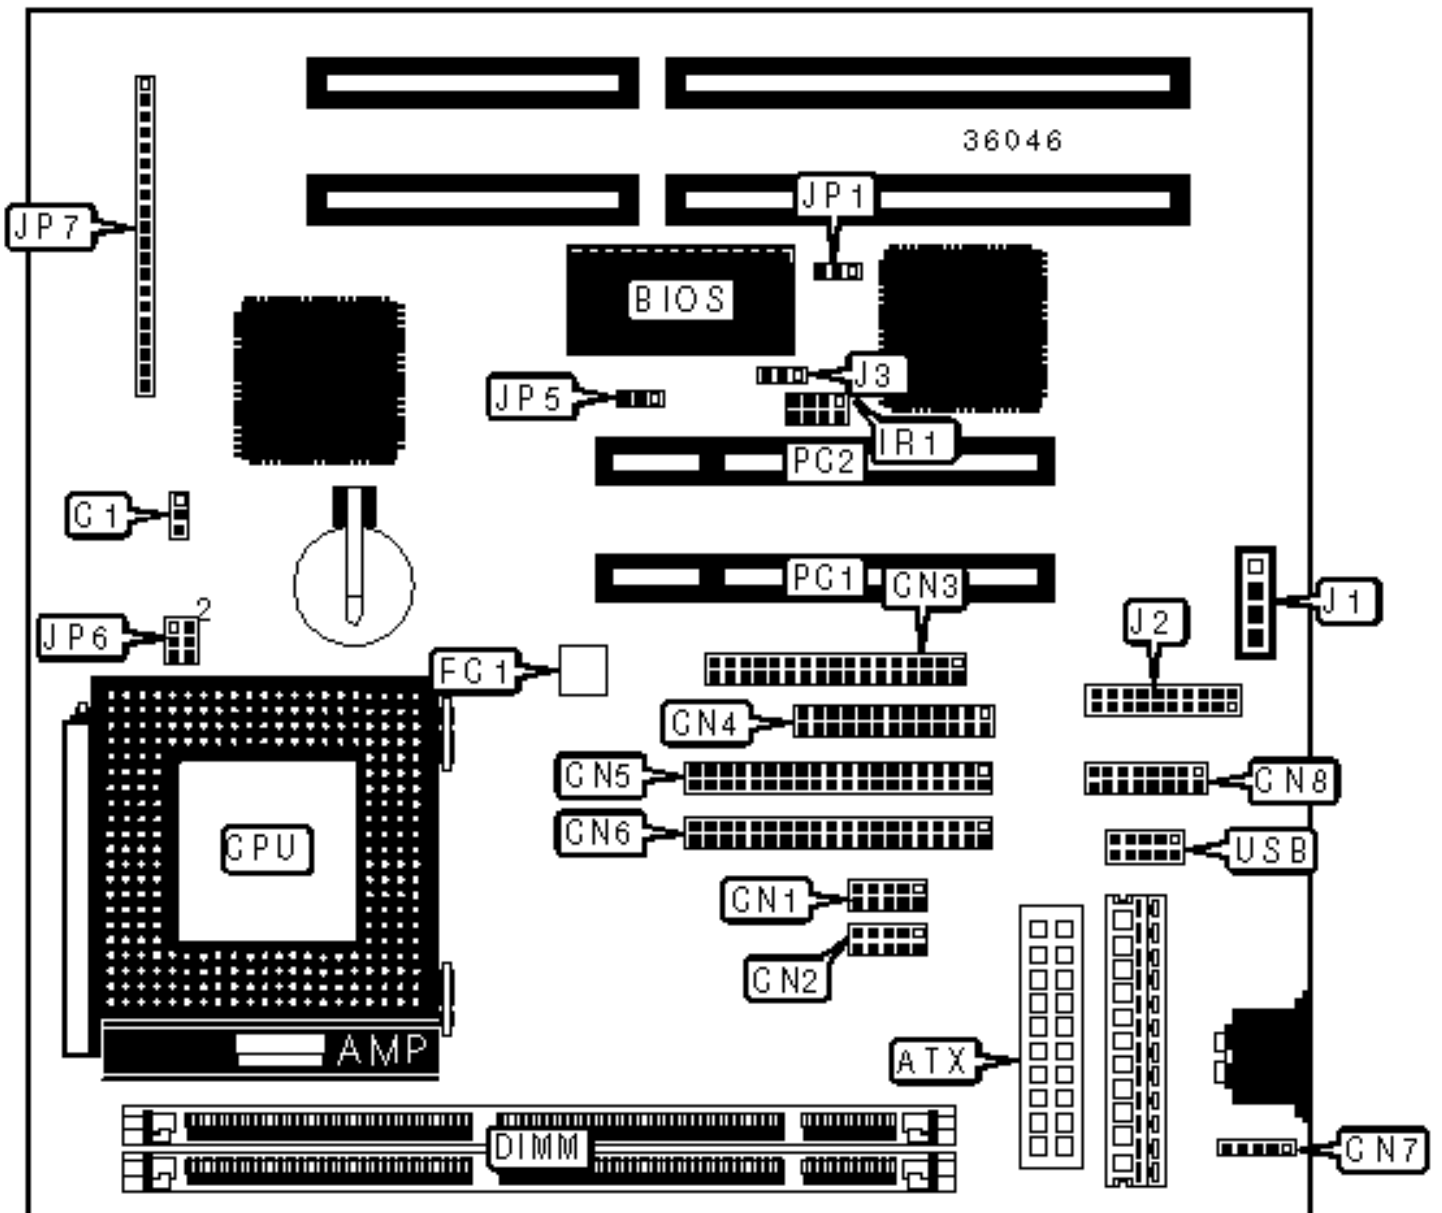 36046
JP1
JP7
BIOS
J3
JP5
IR1
PC2
C1
PC1
CN3
J1
J2
2
JP6
FC1
CN4
CN5
CN8
CN6
USB
CPU
CN1
CN2
AMP
ATX
DIMM
CN7